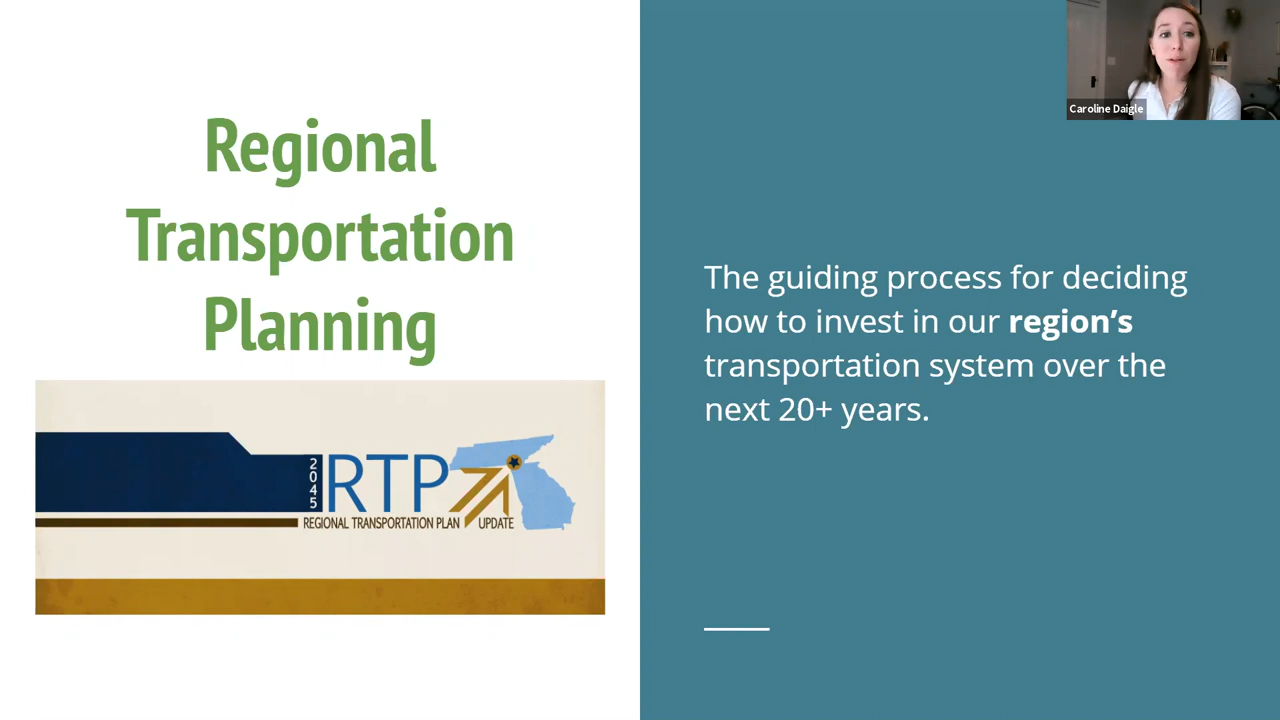 Regional
Transportation
Planning
2045
RTP
REGIONAL TRANSPORTATION PLAN UPDATE
The guiding process for deciding
how to invest in our region’s
transportation system over the
next 20+ years.
Caroline Daigle